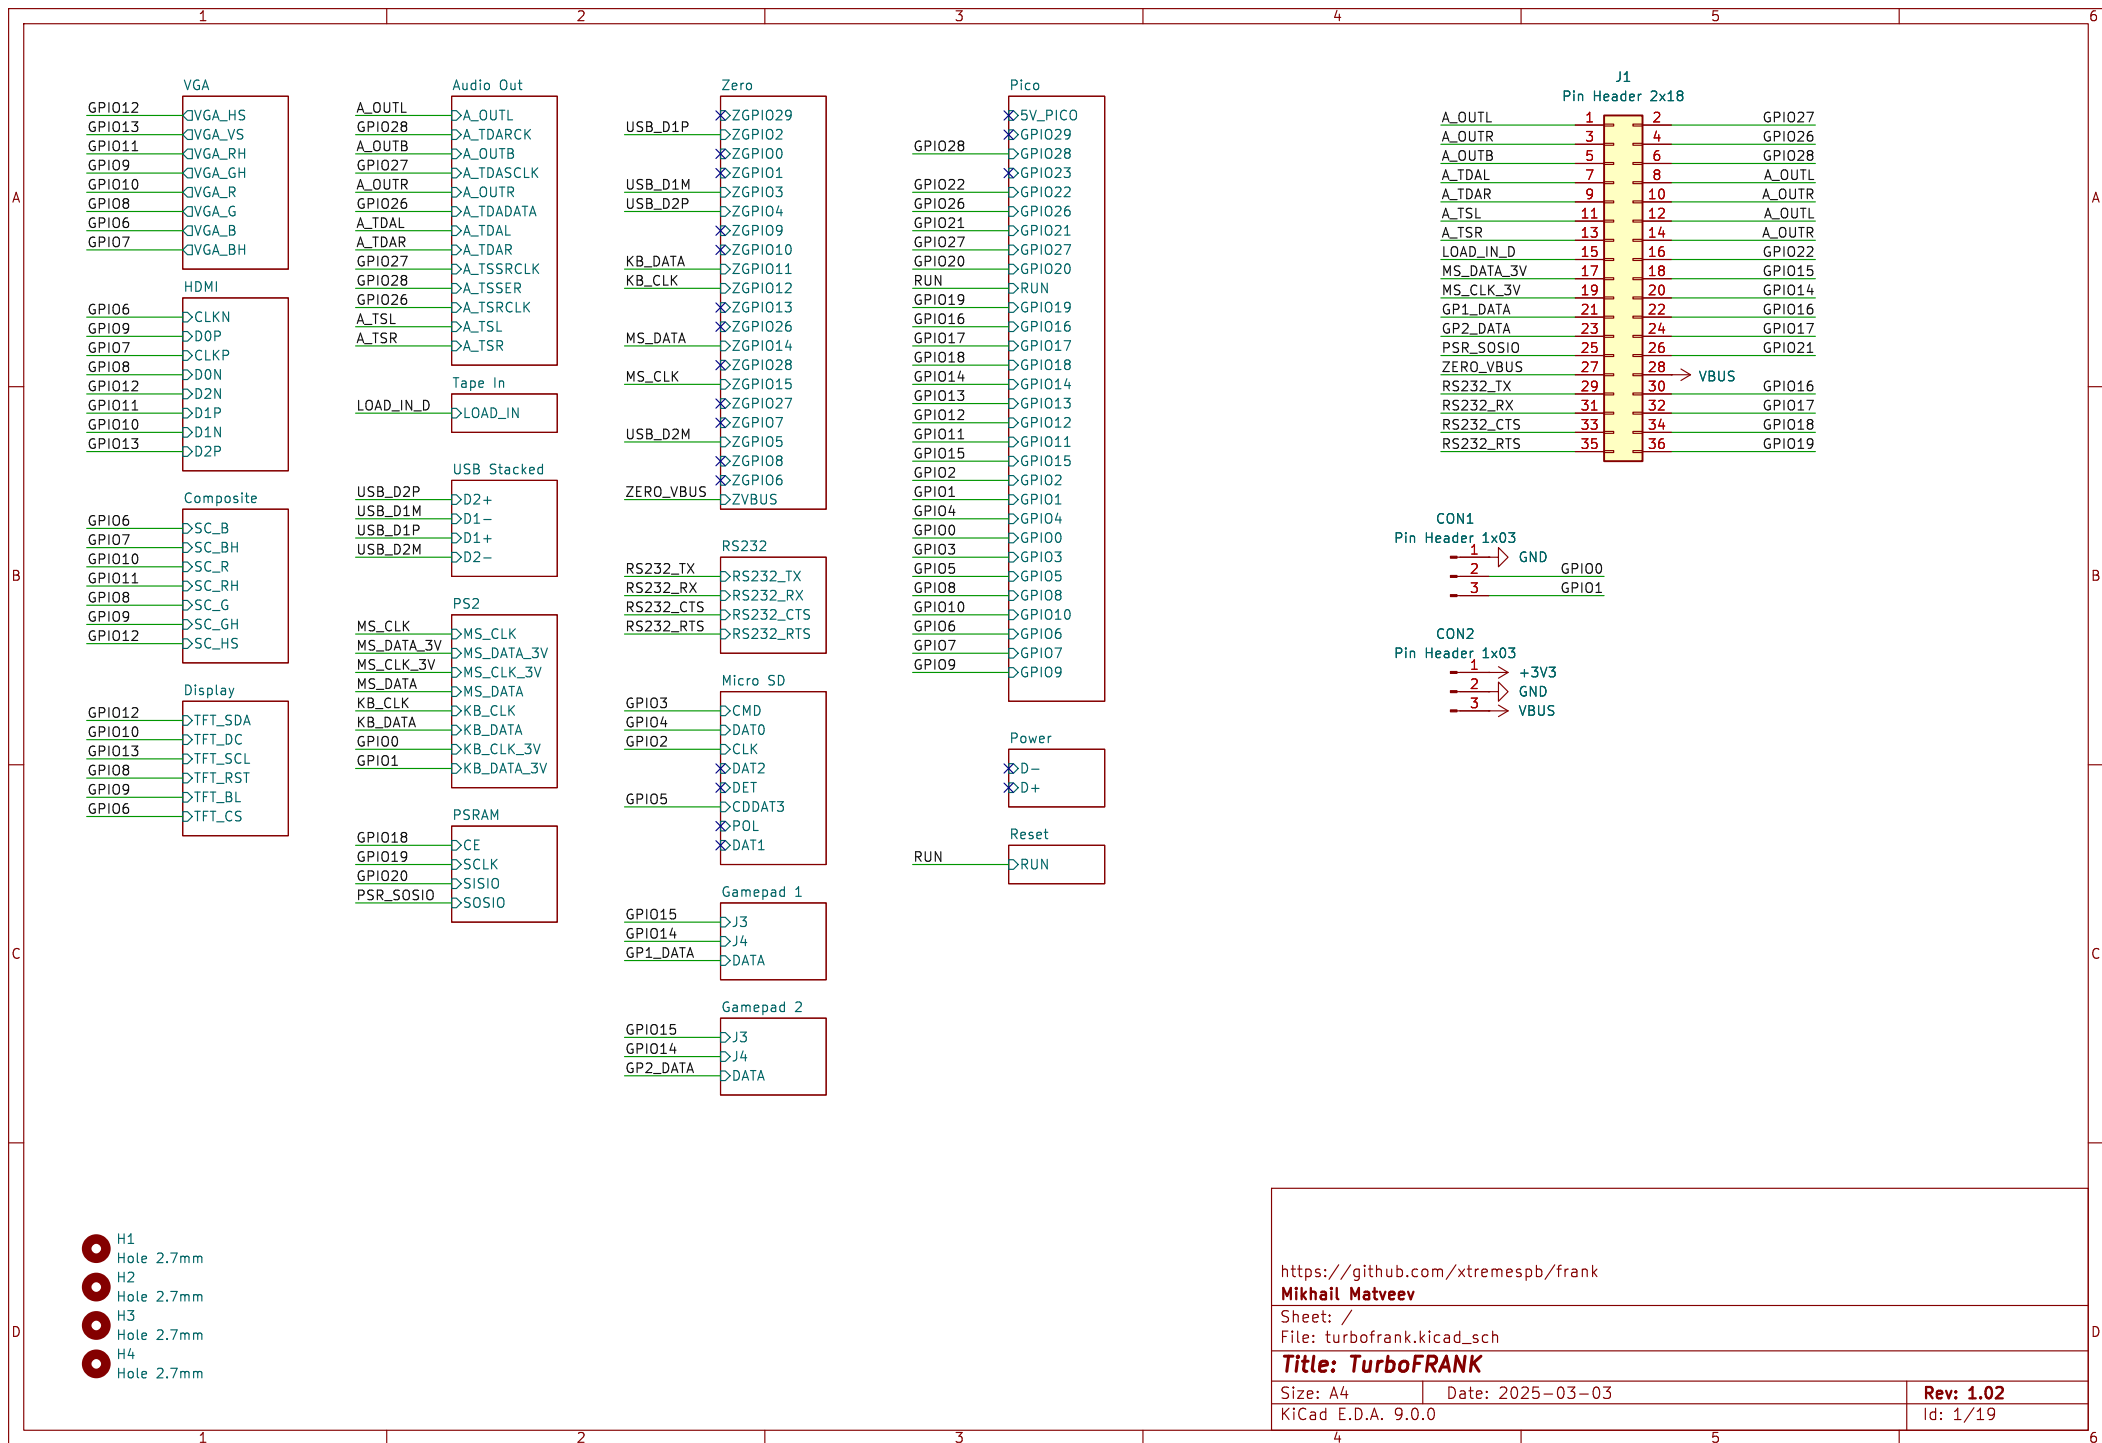 1 2 3 4 5 6
A
B
C
D
A
B
C
D
VGA
GPIO12 VGA_HS
GPIO13 VGA_VS
GPIO11 VGA_RH
GPIO9 VGA_GH
GPIO10 VGA_R
GPIO8 VGA_G
GPIO6 VGA_B
GPIO7 VGA_BH
HDMI
GPIO6 CLKN
GPIO9 D0P
GPIO7 CLKP
GPIO8 D0N
GPIO12 D2N
GPIO11 D1P
GPIO10 D1N
GPIO13 D2P
Composite
GPIO6 SC_B
GPIO7 SC_BH
GPIO10 SC_R
GPIO11 SC_RH
GPIO8 SC_G
GPIO9 SC_GH
GPIO12 SC_HS
Display
GPIO12 TFT_SDA
GPIO10 TFT_DC
GPIO13 TFT_SCL
GPIO8 TFT_RST
GPIO9 TFT_BL
GPIO6 TFT_CS
Audio Out
A_OUTL A_OUTL
GPIO28 A_TDARCK
A_OUTB A_OUTB
GPIO27 A_TDASCLK
A_OUTR A_OUTR
GPIO26 A_TDADATA
A_TDAL A_TDAL
A_TDAR A_TDAR
GPIO27 A_TSSRCLK
GPIO28 A_TSSER
GPIO26 A_TSRCLK
A_TSL A_TSL
A_TSR A_TSR
Tape In
LOAD_IN_D LOAD_IN
USB Stacked
USB_D2P D2+
USB_D1M D1-
USB_D1P D1+
USB_D2M D2-
PS2
MS_CLK MS_CLK
MS_DATA_3V MS_DATA_3V
MS_CLK_3V MS_CLK_3V
MS_DATA MS_DATA
KB_CLK KB_CLK
KB_DATA KB_DATA
GPIO0 KB_CLK_3V
GPIO1 KB_DATA_3V
PSRAM
GPIO18 CE
GPIO19 SCLK
GPIO20 SISIO
PSR_SOSIO SOSIO
Zero
ZGPIO29
USB_D1P ZGPIO2
ZGPIO0
ZGPIO1
USB_D1M ZGPIO3
USB_D2P ZGPIO4
ZGPIO9
ZGPIO10
KB_DATA ZGPIO11
KB_CLK ZGPIO12
ZGPIO13
ZGPIO26
MS_DATA ZGPIO14
ZGPIO28
MS_CLK ZGPIO15
ZGPIO27
ZGPIO7
USB_D2M ZGPIO5
ZGPIO8
ZGPIO6
ZERO_VBUS ZVBUS
RS232
RS232_TX RS232_TX
RS232_RX RS232_RX
RS232_CTS RS232_CTS
RS232_RTS RS232_RTS
Micro SD
GPIO3 CMD
GPIO4 DAT0
GPIO2 CLK
DAT2
DET
GPIO5 CDDAT3
POL
DAT1
Gamepad 1
GPIO15 J3
GPIO14 J4
GP1_DATA DATA
Gamepad 2
GPIO15 J3
GPIO14 J4
GP2_DATA DATA
Pico
5V_PICO
GPIO29
GPIO28 GPIO28
GPIO23
GPIO22 GPIO22
GPIO26 GPIO26
GPIO21 GPIO21
GPIO27 GPIO27
GPIO20 GPIO20
RUN RUN
GPIO19 GPIO19
GPIO16 GPIO16
GPIO17 GPIO17
GPIO18 GPIO18
GPIO14 GPIO14
GPIO13 GPIO13
GPIO12 GPIO12
GPIO11 GPIO11
GPIO15 GPIO15
GPIO2 GPIO2
GPIO1 GPIO1
GPIO4 GPIO4
GPIO0 GPIO0
GPIO3 GPIO3
GPIO5 GPIO5
GPIO8 GPIO8
GPIO10 GPIO10
GPIO6 GPIO6
GPIO7 GPIO7
GPIO9 GPIO9
Power
D-
D+
Reset
RUN RUN
J1
Pin Header 2x18
A_OUTL 1 2 GPIO27
A_OUTR 3 4 GPIO26
A_OUTB 5 6 GPIO28
A_TDAL 7 8 A_OUTL
A_TDAR 9 10 A_OUTR
A_TSL 11 12 A_OUTL
A_TSR 13 14 A_OUTR
LOAD_IN_D 15 16 GPIO22
MS_DATA_3V 17 18 GPIO15
MS_CLK_3V 19 20 GPIO14
GP1_DATA 21 22 GPIO16
GP2_DATA 23 24 GPIO17
PSR_SOSIO 25 26 GPIO21
ZERO_VBUS 27 28 VBUS
RS232_TX 29 30 GPIO16
RS232_RX 31 32 GPIO17
RS232_CTS 33 34 GPIO18
RS232_RTS 35 36 GPIO19
CON1
Pin Header 1x03
1 GND
2 GPIO0
3 GPIO1
CON2
Pin Header 1x03
1 +3V3
2 GND
3 VBUS
H1
Hole 2.7mm
H2
Hole 2.7mm
H3
Hole 2.7mm
H4
Hole 2.7mm
https://github.com/xtremespb/frank
Mikhail Matveev
Sheet: /
File: turbofrank.kicad_sch
Title: TurboFRANK
Size: A4 Date: 2025-03-03 Rev: 1.02
KiCad E.D.A. 9.0.0 Id: 1/19
1 2 3 4 5 6